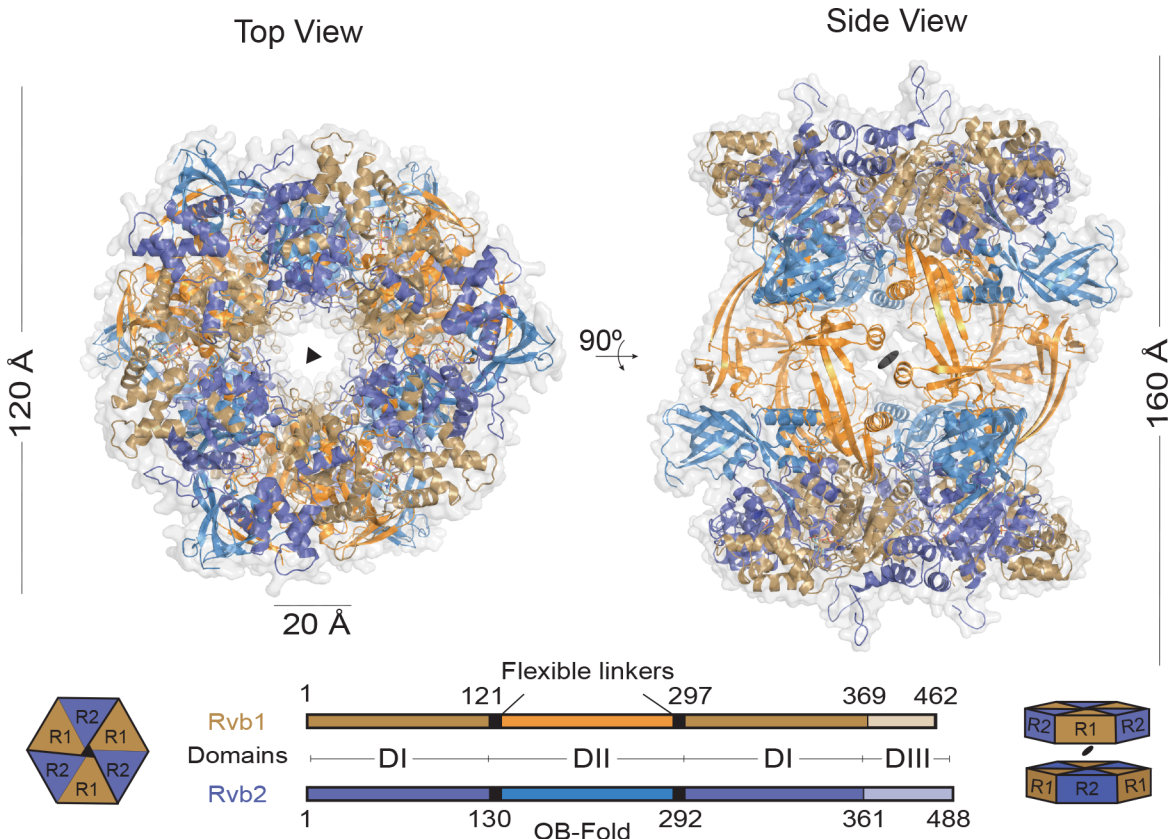 Top View
Side View
120 Å
90º
160 Å
20 Å
Flexible linkers
1 121 297 369 462
Rvb1
Domains DI DII DI DIII
Rvb2
1 130 292 361 488
OB-Fold
R2
R1 R1
R2 R2
R1
R2 R1 R2
R1 R2 R1